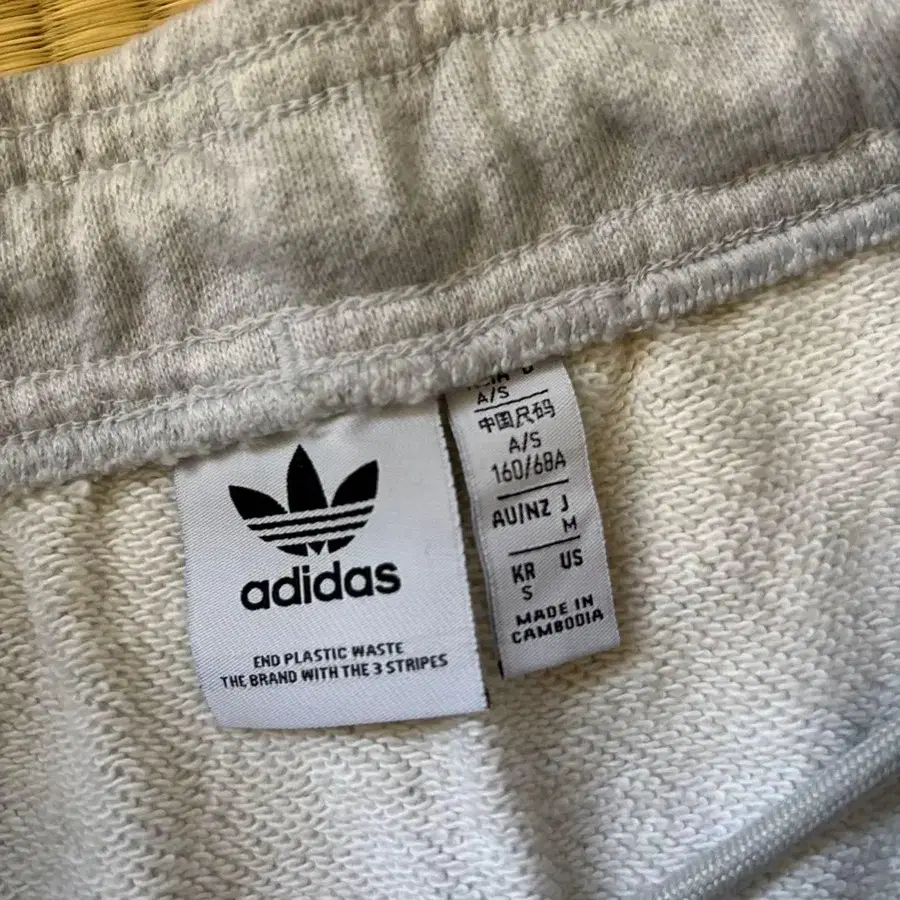 adidas
END PLASTIC WASTE
THE BRAND WITH THE 3 STRIPES
A/S
中国尺码
A/S
160/68A
AU/NZ J
M
KR US
S
MADE IN
CAMBODIA